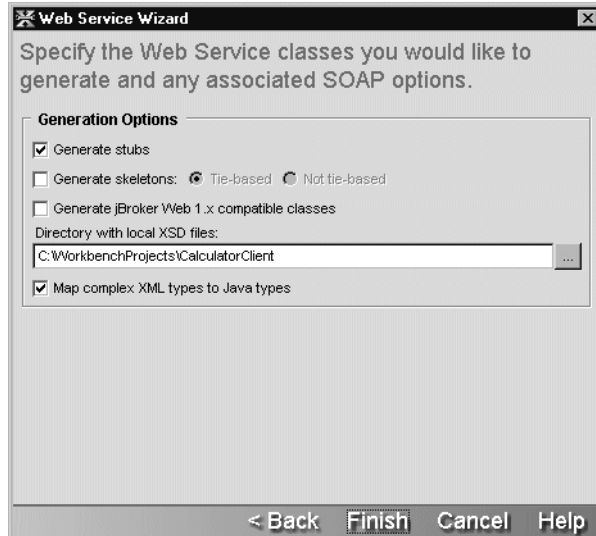 Web Service Wizard
Specify the Web Service classes you would like to
generate and any associated SOAP options.
Generation Options
Generate stubs
Generate skeletons: Tie-based Not tie-based
Generate jBroker Web 1.x compatible classes
Directory with local XSD files:
C:\WorkbenchProjects\CalculatorClient
...
Map complex XML types to Java types
< Back Finish Cancel Help